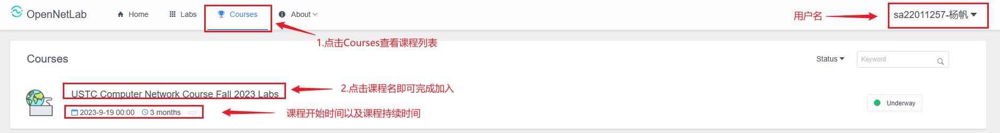 OpenNetLab
Home
Labs
Courses
About
用户名
sa22011257-杨帆
1.点击Courses查看课程列表
Courses
Status
Keyword
2.点击课程名即可完成加入
USTC Computer Network Course Fall 2023 Labs
Underway
2023-9-19 00:00 3 months
课程开始时间以及课程持续时间